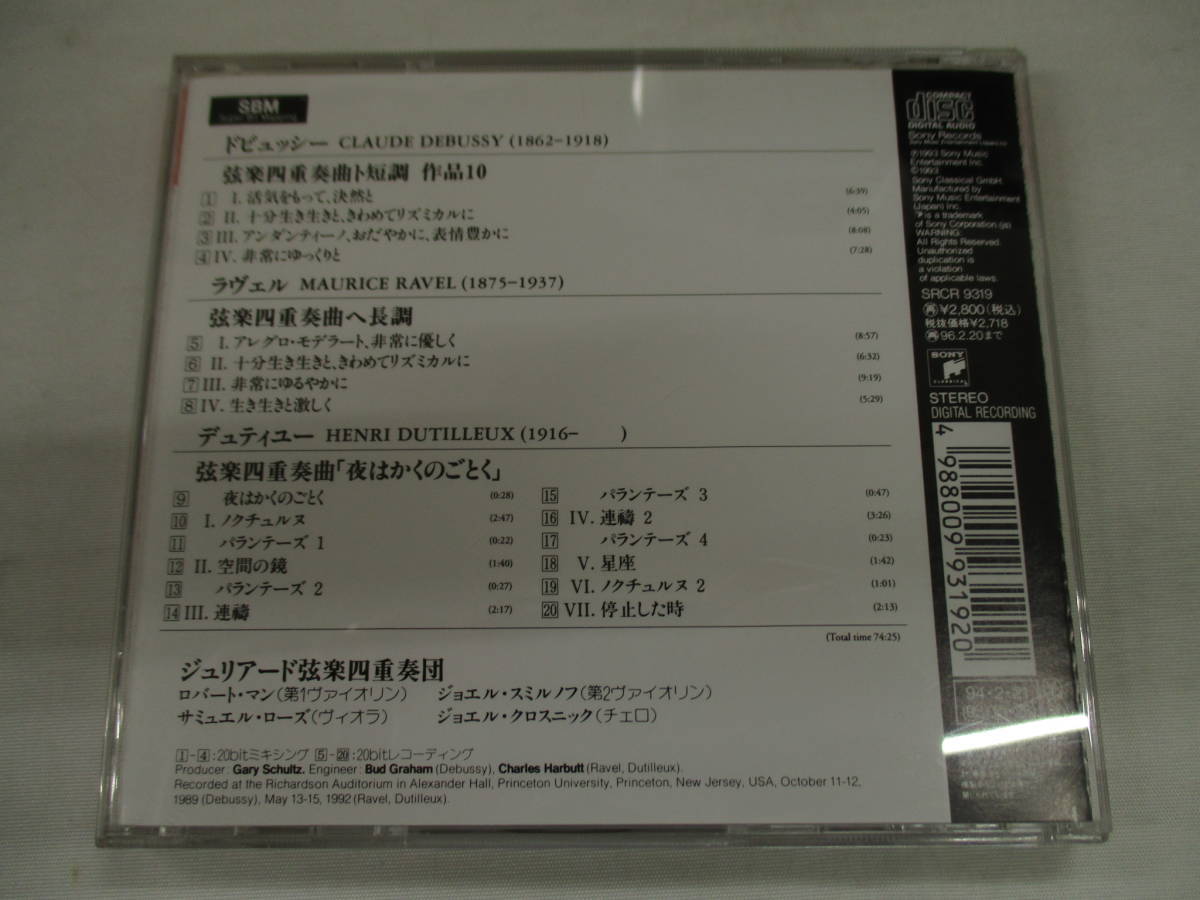 SBM
ドビュッシー CLAUDE DEBUSSY (1862-1918)
弦楽四重奏曲ト短調 作品10
1 I. 活気をもって、決然と (6:39)
2 II. 十分生き生きと、きわめてリズミカルに (4:05)
3 III. アンダンティーノ、おだやかに、表情豊かに (8:08)
4 IV. 非常にゆっくりと (7:28)
ラヴェル MAURICE RAVEL (1875-1937)
弦楽四重奏曲ヘ長調
5 I. アレグロ・モデラート、非常に優しく (8:57)
6 II. 十分生き生きと、きわめてリズミカルに (6:32)
7 III. 非常にゆるやかに (9:19)
8 IV. 生き生きと激しく (5:29)
デュティユー HENRI DUTILLEUX (1916- )
弦楽四重奏曲「夜はかくのごとく」
9 夜はかくのごとく (0:28)
10 I. ノクチュルヌ (2:47)
11 パランテーズ 1 (0:22)
12 II. 空間の鏡 (1:40)
13 パランテーズ 2 (0:27)
14 III. 連禱 (2:17)
15 パランテーズ 3 (0:47)
16 IV. 連禱 2 (3:26)
17 パランテーズ 4 (0:23)
18 V. 星座 (1:42)
19 VI. ノクチュルヌ 2 (1:01)
20 VII. 停止した時 (2:13)
(Total time 74:25)
ジュリアード弦楽四重奏団
ロバート・マン(第1ヴァイオリン) ジョエル・スミルノフ(第2ヴァイオリン)
サミュエル・ローズ(ヴィオラ) ジョエル・クロスニック(チェロ)
1-4:20bitミキシング 5-20:20bitレコーディング
Producer: Gary Schultz. Engineer: Bud Graham (Debussy), Charles Harbutt (Ravel, Dutilleux).
Recorded at the Richardson Auditorium in Alexander Hall, Princeton University, Princeton, New Jersey, USA, October 11-12,
1989 (Debussy), May 13-15, 1992 (Ravel, Dutilleux).
COMPACT
disc
DIGITAL AUDIO
Sony Records
℗1993 Sony Music
Entertainment Inc.
©1993
Sony Classical GmbH.
Manufactured by
Sony Music Entertainment
(Japan) Inc.
is a trademark
of Sony Corporation (js)
WARNING:
All Rights Reserved.
Unauthorized
duplication is
a violation
of applicable laws.
SRCR 9319
再¥2,800(税込)
税抜価格¥2,718
再96.2.20まで
SONY
CLASSICAL
STEREO
DIGITAL RECORDING
4 988009 931920
94・2・21